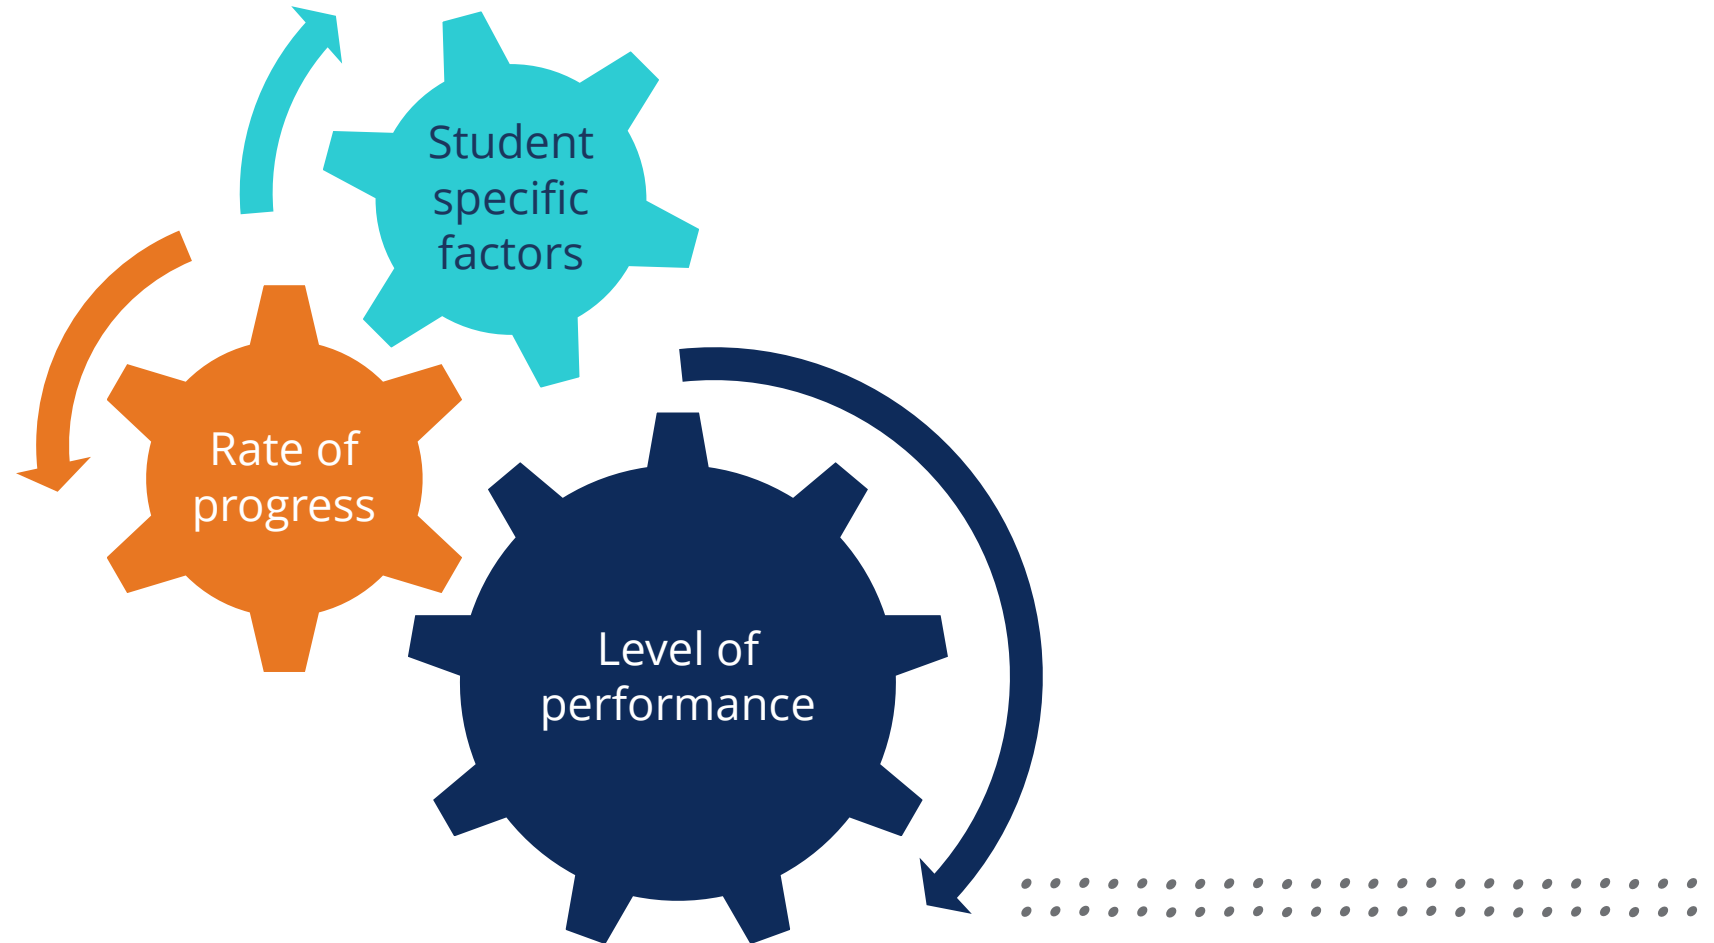 Student
specific
factors
Rate of
progress
Level of
performance